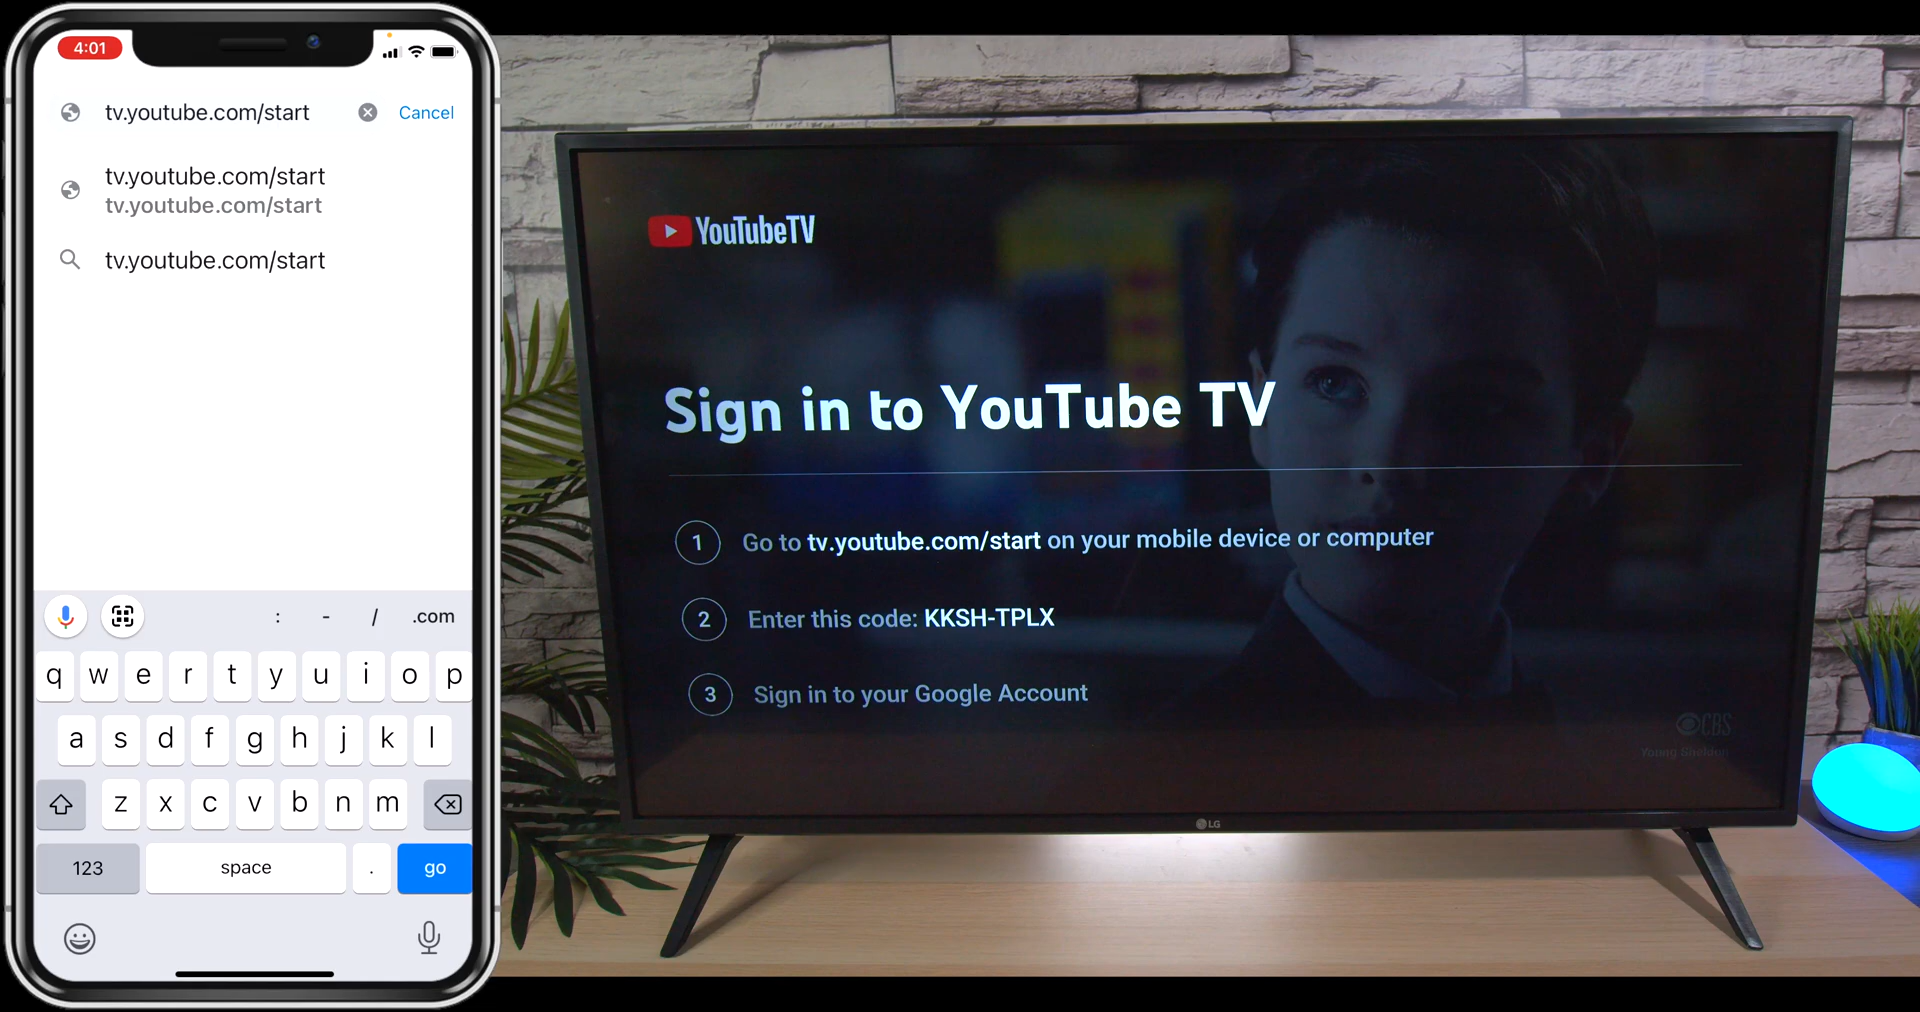 4:01
tv.youtube.com/start
Cancel
tv.youtube.com/start
tv.youtube.com/start
tv.youtube.com/start
: - / .com
q w e r t y u i o p
a s d f g h j k l
z x c v b n m
123 space . go
YouTubeTV
Sign in to YouTube TV
1 Go to tv.youtube.com/start on your mobile device or computer
2 Enter this code: KKSH-TPLX
3 Sign in to your Google Account
CBS
Young Sheldon
LG